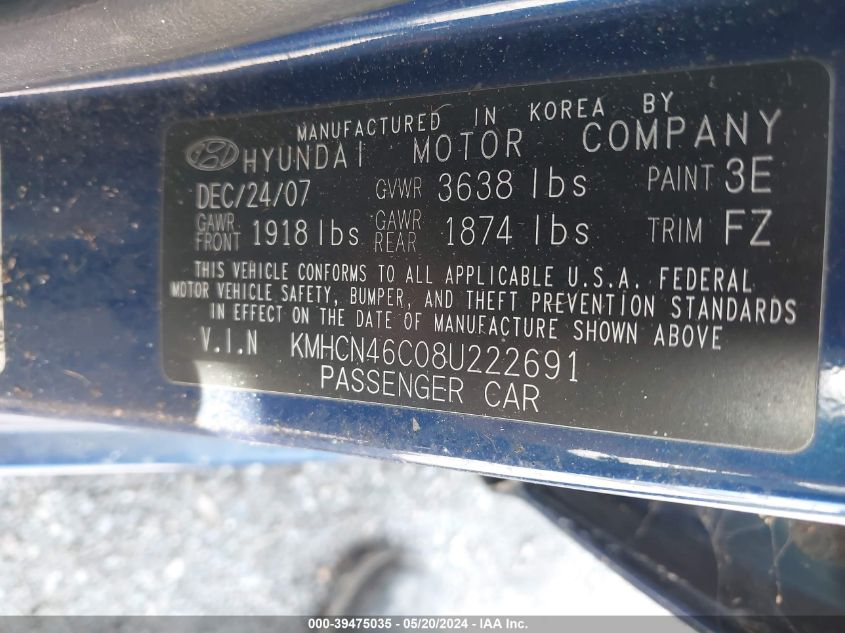 MANUFACTURED IN KOREA BY
HYUNDAI MOTOR COMPANY
DEC/24/07 GVWR 3638 lbs PAINT 3E
GAWR FRONT 1918 lbs GAWR REAR 1874 lbs TRIM FZ
THIS VEHICLE CONFORMS TO ALL APPLICABLE U.S.A. FEDERAL
MOTOR VEHICLE SAFETY, BUMPER, AND THEFT PREVENTION STANDARDS
IN EFFECT ON THE DATE OF MANUFACTURE SHOWN ABOVE
V.I.N KMHCN46C08U222691
PASSENGER CAR
000-39475035 - 05/20/2024 - IAA Inc.